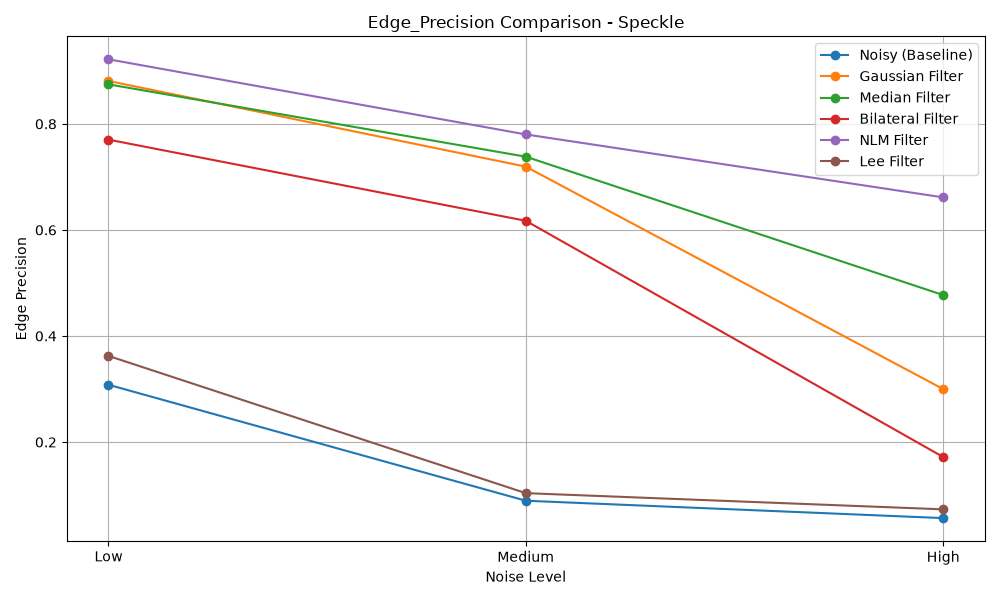 Edge_Precision Comparison - Speckle
Edge Precision
0.8
0.6
0.4
0.2
Noisy (Baseline)
Gaussian Filter
Median Filter
Bilateral Filter
NLM Filter
Lee Filter
Low
Medium
High
Noise Level